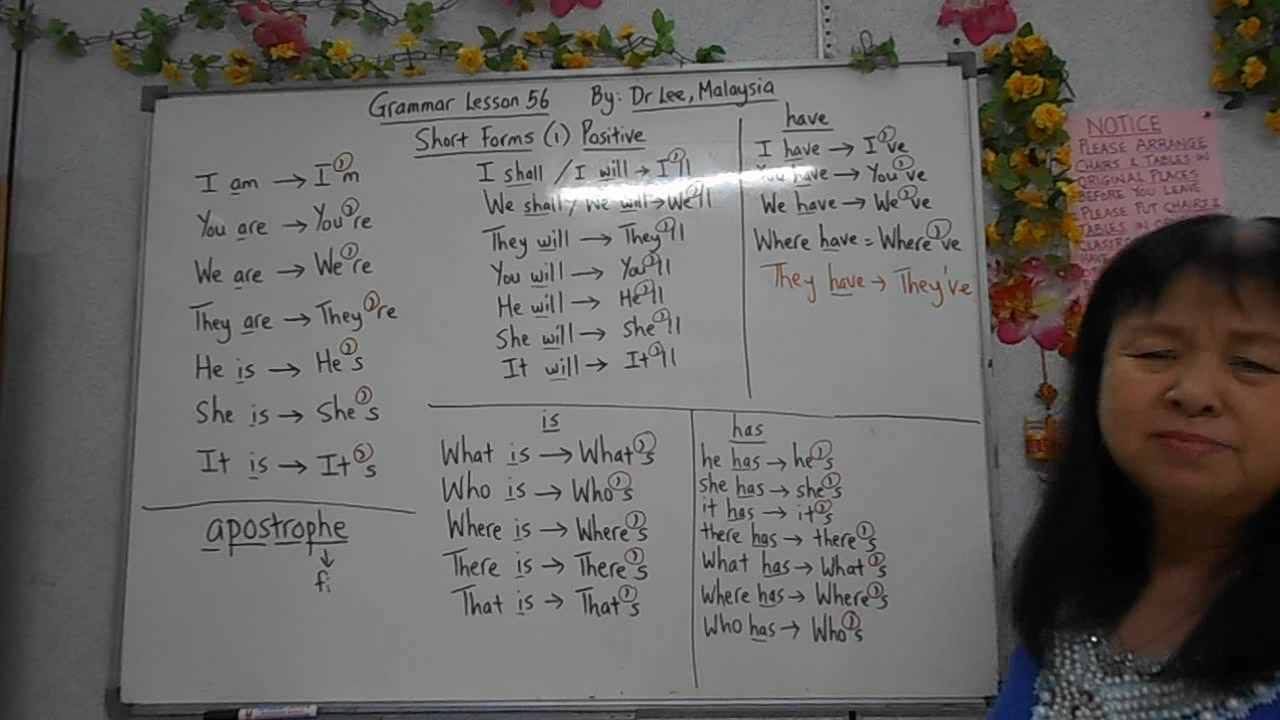 Grammar Lesson 56 By: Dr Lee, Malaysia
Short Forms (1) Positive
I am → I'm
You are → You're
We are → We're
They are → They're
He is → He's
She is → She's
It is → It's
apostrophe
↓
fi
I shall / I will → I'll
We shall / We will → We'll
They will → They'll
You will → You'll
He will → He'll
She will → She'll
It will → It'll
have
I have → I've
You have → You've
We have → We've
Where have = Where've
They have → They've
is
What is → What's
Who is → Who's
Where is → Where's
There is → There's
That is → That's
has
he has → he's
she has → she's
it has → it's
there has → there's
What has → What's
Where has → Where's
Who has → Who's
NOTICE
PLEASE ARRANGE
CHAIRS & TABLES IN
ORIGINAL PLACES
BEFORE YOU LEAVE
PLEASE PUT CHAIRS &
TABLES IN